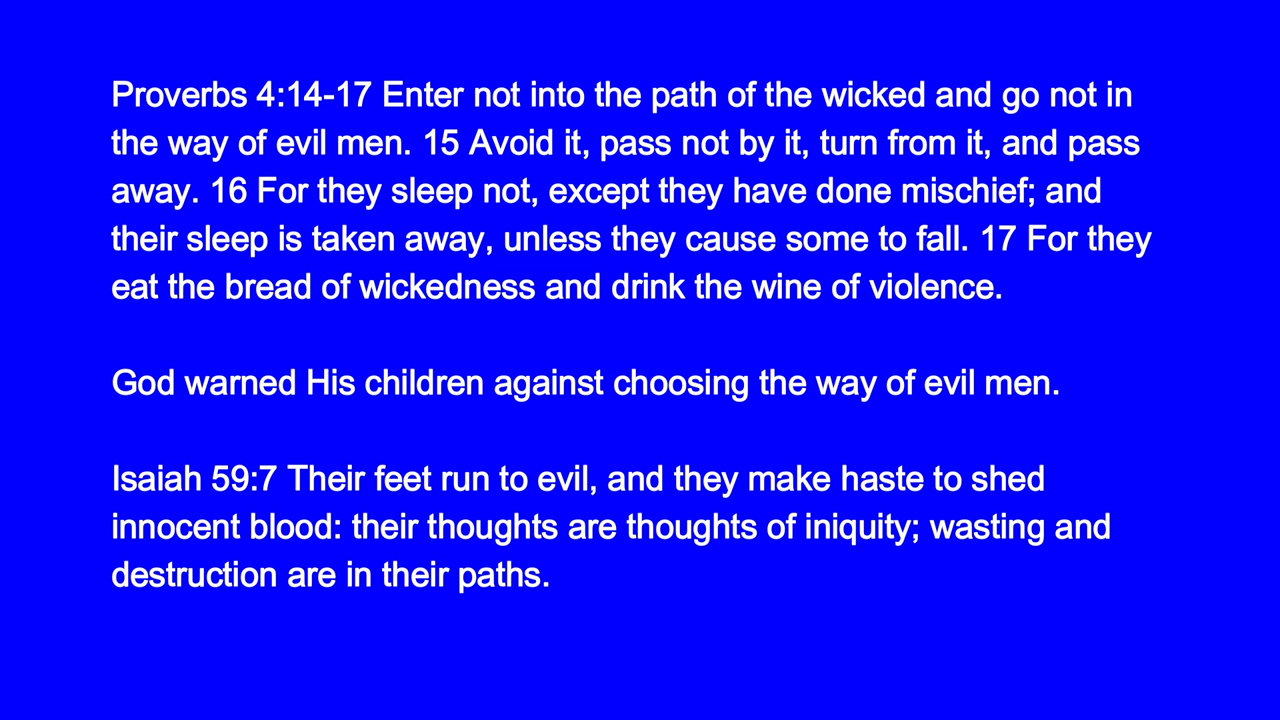 Proverbs 4:14-17 Enter not into the path of the wicked and go not in
the way of evil men. 15 Avoid it, pass not by it, turn from it, and pass
away. 16 For they sleep not, except they have done mischief; and
their sleep is taken away, unless they cause some to fall. 17 For they
eat the bread of wickedness and drink the wine of violence.
God warned His children against choosing the way of evil men.
Isaiah 59:7 Their feet run to evil, and they make haste to shed
innocent blood: their thoughts are thoughts of iniquity; wasting and
destruction are in their paths.